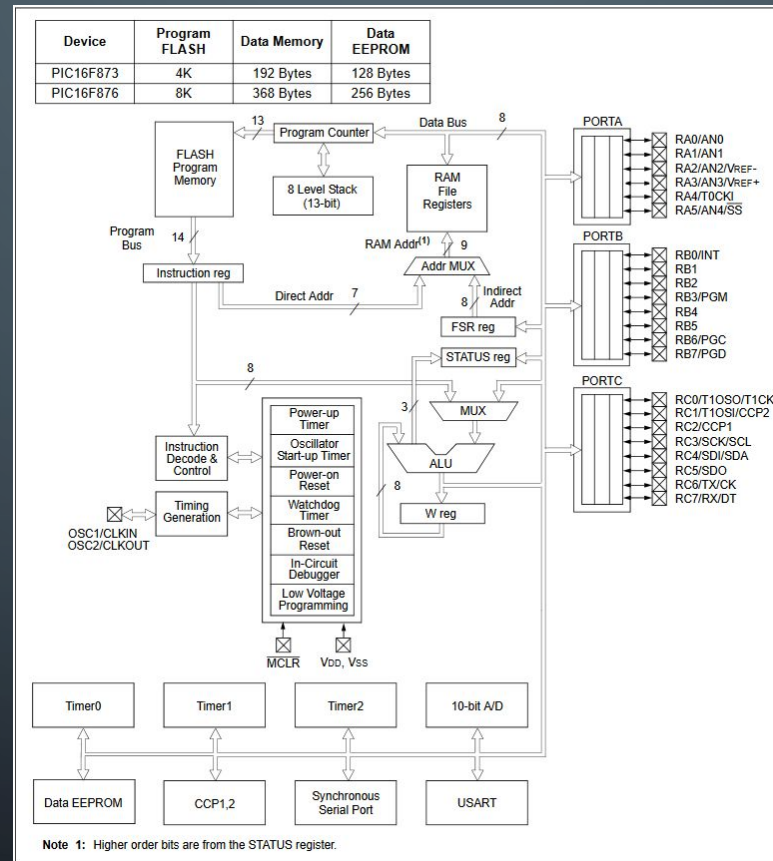 Device
Program
FLASH
Data Memory
Data
EEPROM
PIC16F873 4K 192 Bytes 128 Bytes
PIC16F876 8K 368 Bytes 256 Bytes
FLASH
Program
Memory
13
Program Counter
Data Bus
8
8 Level Stack
(13-bit)
RAM
File
Registers
Program
Bus
14
RAM Addr(1)
9
Instruction reg
Addr MUX
Direct Addr
7
8
Indirect
Addr
FSR reg
STATUS reg
8
3
MUX
ALU
8
W reg
Instruction
Decode &
Control
Timing
Generation
OSC1/CLKIN
OSC2/CLKOUT
Power-up
Timer
Oscillator
Start-up Timer
Power-on
Reset
Watchdog
Timer
Brown-out
Reset
In-Circuit
Debugger
Low Voltage
Programming
MCLR
VDD, VSS
PORTA
RA0/AN0
RA1/AN1
RA2/AN2/VREF-
RA3/AN3/VREF+
RA4/T0CKI
RA5/AN4/SS
PORTB
RB0/INT
RB1
RB2
RB3/PGM
RB4
RB5
RB6/PGC
RB7/PGD
PORTC
RC0/T1OSO/T1CK
RC1/T1OSI/CCP2
RC2/CCP1
RC3/SCK/SCL
RC4/SDI/SDA
RC5/SDO
RC6/TX/CK
RC7/RX/DT
Timer0
Timer1
Timer2
10-bit A/D
Data EEPROM
CCP1,2
Synchronous
Serial Port
USART
Note 1: Higher order bits are from the STATUS register.